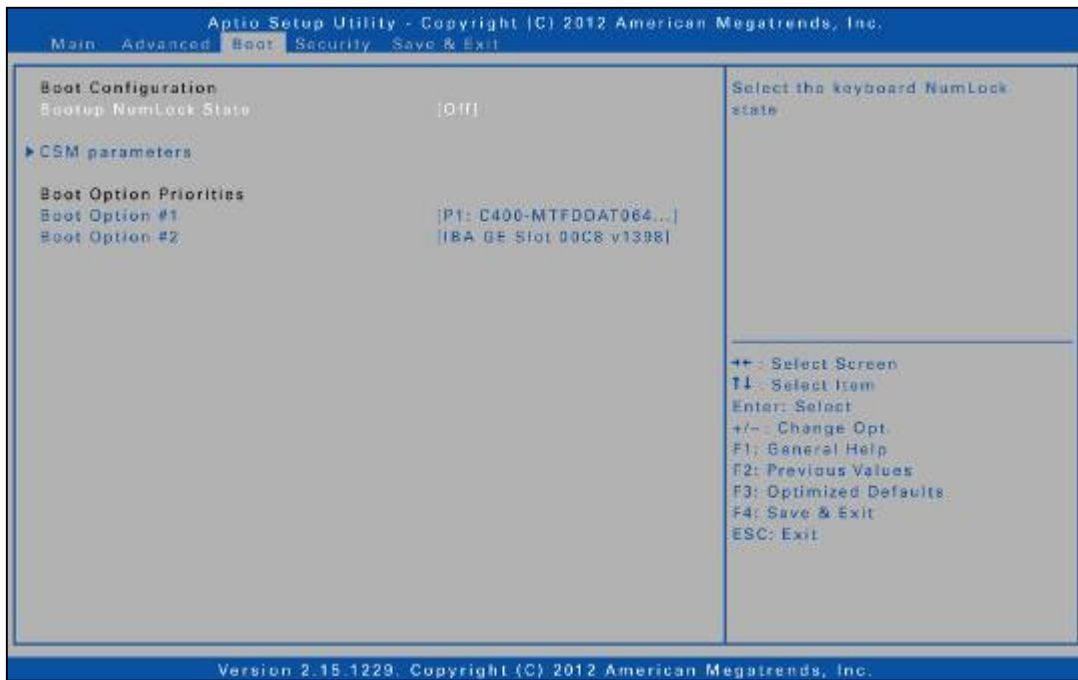 Aptio Setup Utility - Copyright (C) 2012 American Megatrends, Inc.
Main Advanced Boot Security Save & Exit
Boot Configuration
Bootup NumLock State [Off]
CSM parameters
Boot Option Priorities
Boot Option #1 [P1: C400-MTFDDAT064...]
Boot Option #2 [IBA GE Slot 00C8 v1398]
Select the keyboard NumLock
state
→←: Select Screen
↑↓: Select Item
Enter: Select
+/-: Change Opt.
F1: General Help
F2: Previous Values
F3: Optimized Defaults
F4: Save & Exit
ESC: Exit
Version 2.15.1229. Copyright (C) 2012 American Megatrends, Inc.